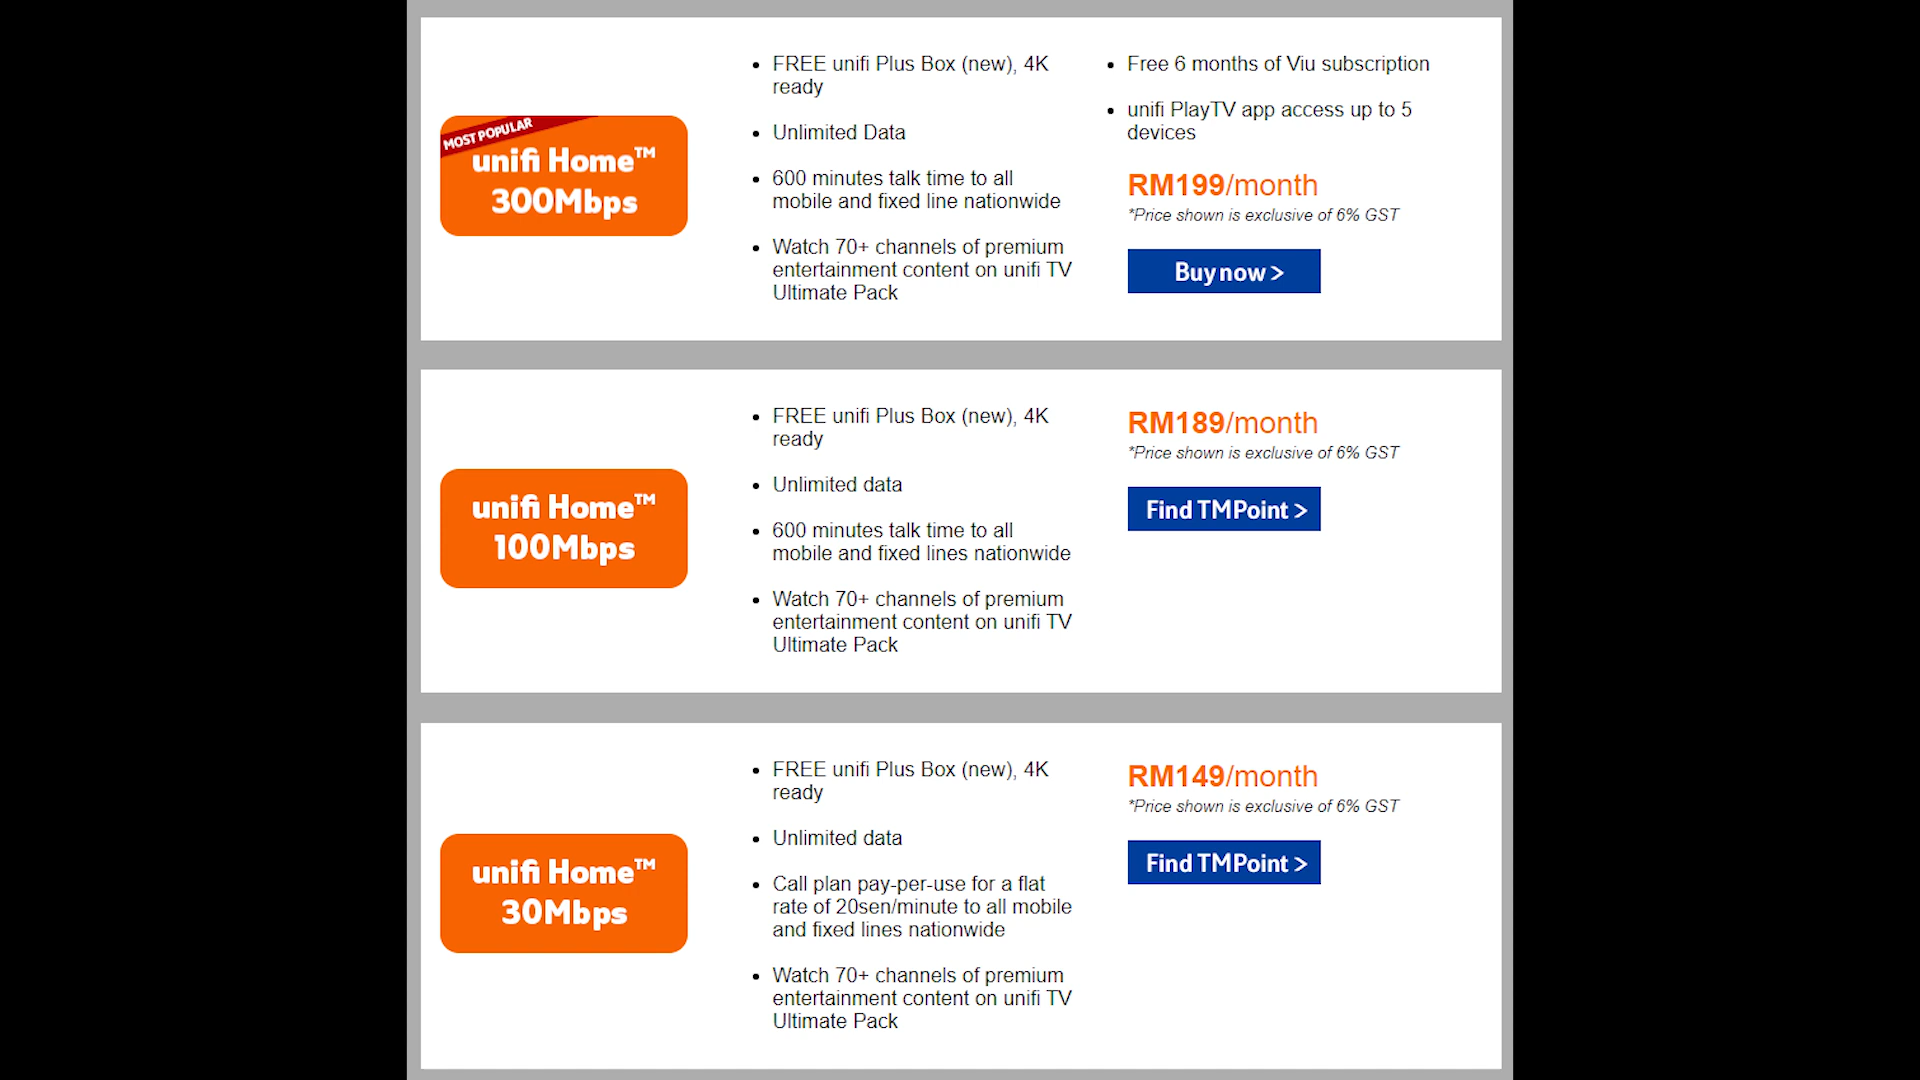 MOST POPULAR
unifi Home™
300Mbps
• FREE unifi Plus Box (new), 4K
ready
• Unlimited Data
• 600 minutes talk time to all
mobile and fixed line nationwide
• Watch 70+ channels of premium
entertainment content on unifi TV
Ultimate Pack
• Free 6 months of Viu subscription
• unifi PlayTV app access up to 5
devices
RM199/month
*Price shown is exclusive of 6% GST
Buy now >
unifi Home™
100Mbps
• FREE unifi Plus Box (new), 4K
ready
• Unlimited data
• 600 minutes talk time to all
mobile and fixed lines nationwide
• Watch 70+ channels of premium
entertainment content on unifi TV
Ultimate Pack
RM189/month
*Price shown is exclusive of 6% GST
Find TMPoint >
unifi Home™
30Mbps
• FREE unifi Plus Box (new), 4K
ready
• Unlimited data
• Call plan pay-per-use for a flat
rate of 20sen/minute to all mobile
and fixed lines nationwide
• Watch 70+ channels of premium
entertainment content on unifi TV
Ultimate Pack
RM149/month
*Price shown is exclusive of 6% GST
Find TMPoint >